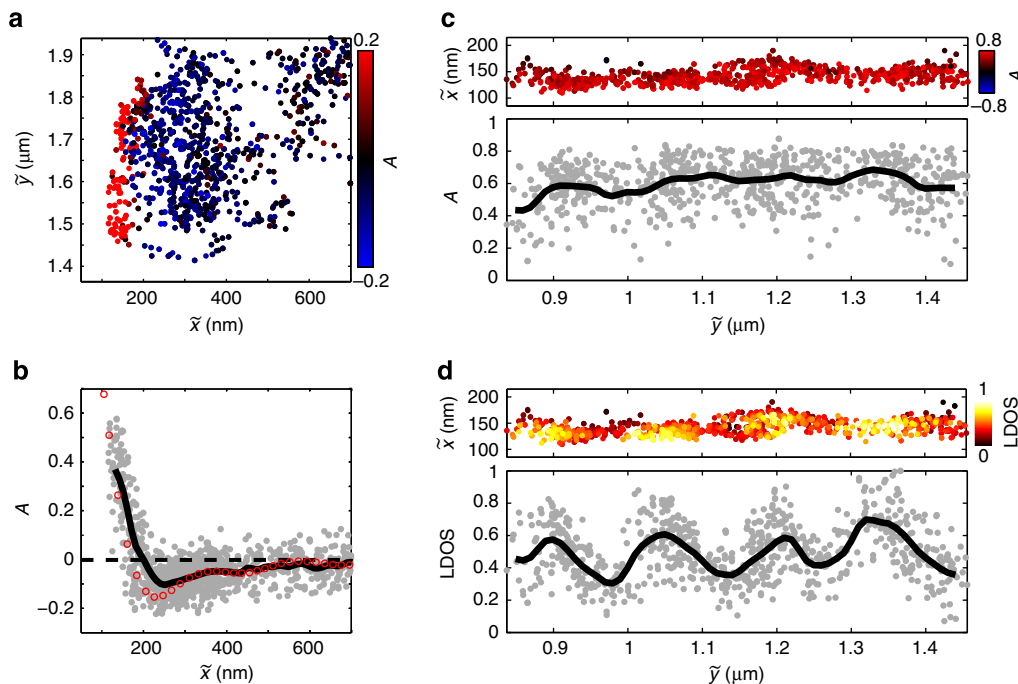 a
0.2
1.9
1.8
1.7
1.6
1.5
1.4
ỹ (μm)
A
−0.2
200 400 600
x̃ (nm)
b
0.6
0.4
0.2
0
−0.2
A
200 400 600
x̃ (nm)
c
200
150
100
x̃ (nm)
0.8
A
−0.8
1
0.8
0.6
0.4
0.2
0
A
0.9 1 1.1 1.2 1.3 1.4
ỹ (μm)
d
200
150
100
x̃ (nm)
1
LDOS
0
1
0.8
0.6
0.4
0.2
0
LDOS
0.9 1 1.1 1.2 1.3 1.4
ỹ (μm)